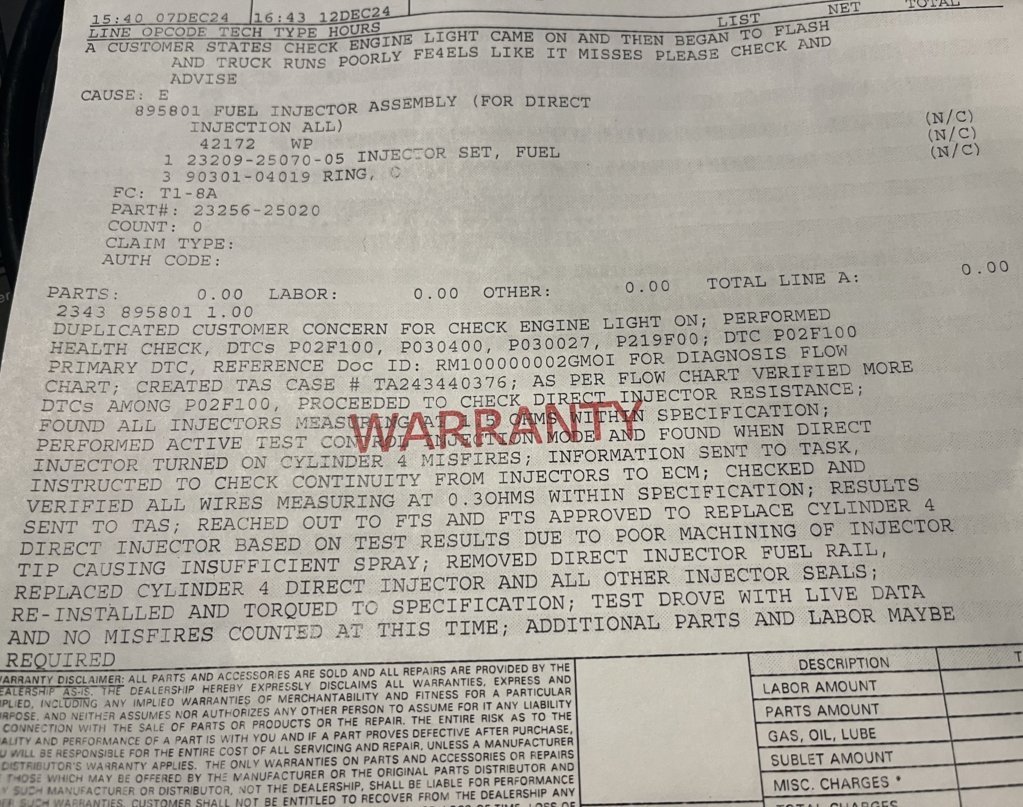 15:40 07DEC24 16:43 12DEC24
LINE OPCODE TECH TYPE HOURS LIST NET TOTAL
A CUSTOMER STATES CHECK ENGINE LIGHT CAME ON AND THEN BEGAN TO FLASH
AND TRUCK RUNS POORLY FE4ELS LIKE IT MISSES PLEASE CHECK AND
ADVISE
CAUSE: E
895801 FUEL INJECTOR ASSEMBLY (FOR DIRECT
INJECTION ALL)
42172 WP (N/C)
1 23209-25070-05 INJECTOR SET, FUEL (N/C)
3 90301-04019 RING, O (N/C)
FC: T1-8A
PART#: 23256-25020
COUNT: 0
CLAIM TYPE:
AUTH CODE:
PARTS: 0.00 LABOR: 0.00 OTHER: 0.00 TOTAL LINE A: 0.00
2343 895801 1.00
DUPLICATED CUSTOMER CONCERN FOR CHECK ENGINE LIGHT ON; PERFORMED
HEALTH CHECK, DTCs P02F100, P030400, P030027, P219F00; DTC P02F100
PRIMARY DTC, REFERENCE Doc ID: RM100000002GMOI FOR DIAGNOSIS FLOW
CHART; CREATED TAS CASE # TA243440376; AS PER FLOW CHART VERIFIED MORE
DTCs AMONG P02F100, PROCEEDED TO CHECK DIRECT INJECTOR RESISTANCE;
FOUND ALL INJECTORS MEASURING AT 1.5 OHMS WITHIN SPECIFICATION;
WARRANTY
PERFORMED ACTIVE TEST CONTROL INJECTION MODE AND FOUND WHEN DIRECT
INJECTOR TURNED ON CYLINDER 4 MISFIRES; INFORMATION SENT TO TASK,
INSTRUCTED TO CHECK CONTINUITY FROM INJECTORS TO ECM; CHECKED AND
VERIFIED ALL WIRES MEASURING AT 0.3OHMS WITHIN SPECIFICATION; RESULTS
SENT TO TAS; REACHED OUT TO FTS AND FTS APPROVED TO REPLACE CYLINDER 4
DIRECT INJECTOR BASED ON TEST RESULTS DUE TO POOR MACHINING OF INJECTOR
TIP CAUSING INSUFFICIENT SPRAY; REMOVED DIRECT INJECTOR FUEL RAIL,
REPLACED CYLINDER 4 DIRECT INJECTOR AND ALL OTHER INJECTOR SEALS;
RE-INSTALLED AND TORQUED TO SPECIFICATION; TEST DROVE WITH LIVE DATA
AND NO MISFIRES COUNTED AT THIS TIME; ADDITIONAL PARTS AND LABOR MAYBE
REQUIRED
WARRANTY DISCLAIMER: ALL PARTS AND ACCESSORIES ARE SOLD AND ALL REPAIRS ARE PROVIDED BY THE
DEALERSHIP AS-IS. THE DEALERSHIP HEREBY EXPRESSLY DISCLAIMS ALL WARRANTIES, EXPRESS AND
IMPLIED, INCLUDING ANY IMPLIED WARRANTIES OF MERCHANTABILITY AND FITNESS FOR A PARTICULAR
PURPOSE, AND NEITHER ASSUMES NOR AUTHORIZES ANY OTHER PERSON TO ASSUME FOR IT ANY LIABILITY
CONNECTION WITH THE SALE OF PARTS OR PRODUCTS OR THE REPAIR. THE ENTIRE RISK AS TO THE
QUALITY AND PERFORMANCE OF A PART IS WITH YOU AND IF A PART PROVES DEFECTIVE AFTER PURCHASE,
YOU WILL BE RESPONSIBLE FOR THE ENTIRE COST OF ALL SERVICING AND REPAIR, UNLESS A MANUFACTURER
DISTRIBUTOR'S WARRANTY APPLIES. THE ONLY WARRANTIES ON PARTS AND ACCESSORIES OR REPAIRS
THOSE WHICH MAY BE OFFERED BY THE MANUFACTURER OR THE ORIGINAL PARTS DISTRIBUTOR AND
SUCH MANUFACTURER OR DISTRIBUTOR, NOT THE DEALERSHIP, SHALL BE LIABLE FOR PERFORMANCE
SUCH WARRANTIES. CUSTOMER SHALL NOT BE ENTITLED TO RECOVER FROM THE DEALERSHIP ANY
DESCRIPTION
LABOR AMOUNT
PARTS AMOUNT
GAS, OIL, LUBE
SUBLET AMOUNT
MISC. CHARGES *
TOTAL CHARGES